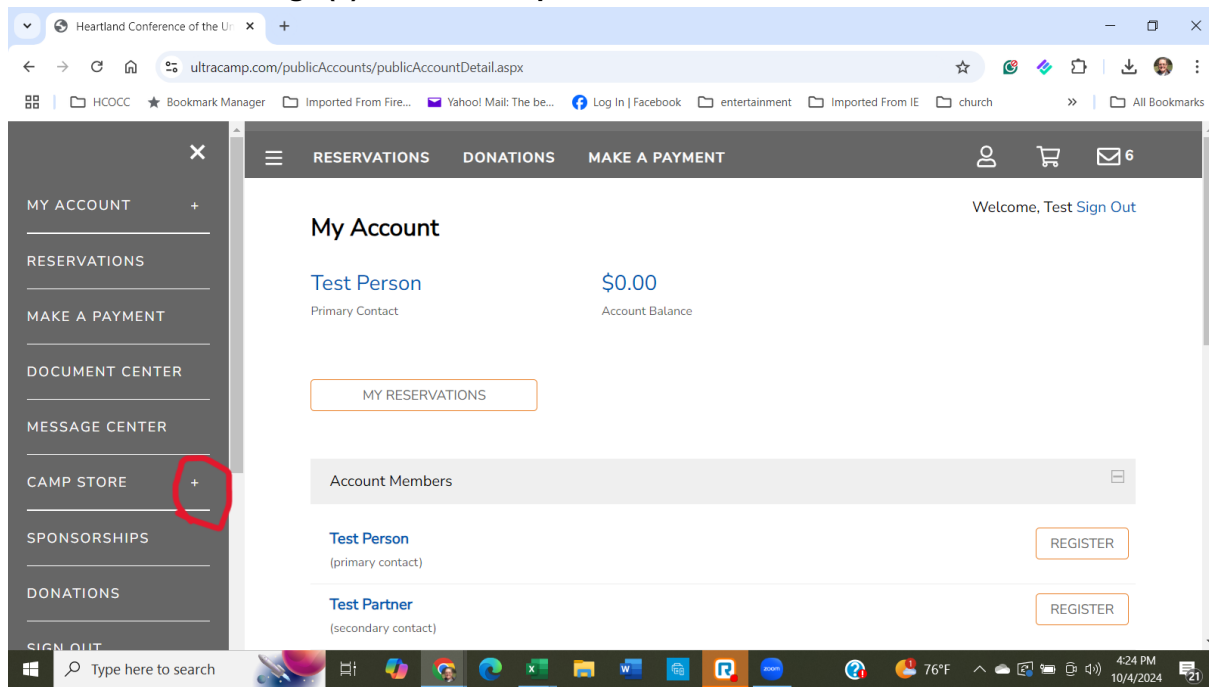 Heartland Conference of the Un
ultracamp.com/publicAccounts/publicAccountDetail.aspx
HCOCC Bookmark Manager Imported From Fire... Yahoo! Mail: The be... Log In | Facebook entertainment Imported From IE church » All Bookmarks
RESERVATIONS DONATIONS MAKE A PAYMENT 6
MY ACCOUNT +
RESERVATIONS
MAKE A PAYMENT
DOCUMENT CENTER
MESSAGE CENTER
CAMP STORE +
SPONSORSHIPS
DONATIONS
SIGN OUT
Welcome, Test Sign Out
My Account
Test Person $0.00
Primary Contact Account Balance
MY RESERVATIONS
Account Members
Test Person REGISTER
(primary contact)
Test Partner REGISTER
(secondary contact)
Type here to search 76°F 4:24 PM
10/4/2024 21